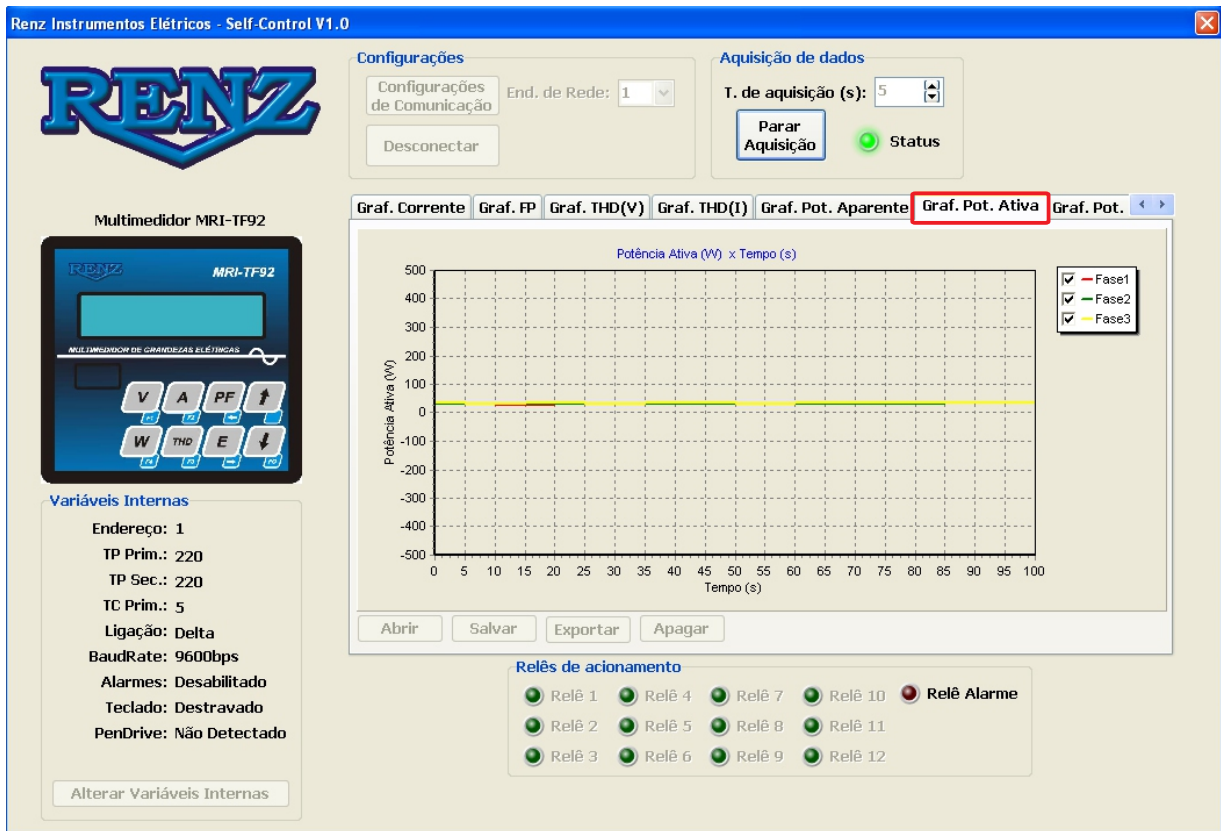 Renz Instrumentos Elétricos - Self-Control V1.0
RENZ
Configurações
Configurações
de Comunicação
End. de Rede: 1
Desconectar
Aquisição de dados
T. de aquisição (s): 5
Parar
Aquisição
Status
Multimedidor MRI-TF92
RENZ
MRI-TF92
MULTIMEDIDOR DE GRANDEZAS ELÉTRICAS
V A PF
F1 F2
W THD E
F4
Graf. Corrente Graf. FP Graf. THD(V) Graf. THD(I) Graf. Pot. Aparente Graf. Pot. Ativa Graf. Pot.
Potência Ativa (W) x Tempo (s)
Fase1
Fase2
Fase3
Potência Ativa (W)
500
400
300
200
100
0
-100
-200
-300
-400
-500
0 5 10 15 20 25 30 35 40 45 50 55 60 65 70 75 80 85 90 95 100
Tempo (s)
Abrir Salvar Exportar Apagar
Variáveis Internas
Endereço: 1
TP Prim.: 220
TP Sec.: 220
TC Prim.: 5
Ligação: Delta
BaudRate: 9600bps
Alarmes: Desabilitado
Teclado: Destravado
PenDrive: Não Detectado
Alterar Variáveis Internas
Relês de acionamento
Relê 1 Relê 4 Relê 7 Relê 10 Relê Alarme
Relê 2 Relê 5 Relê 8 Relê 11
Relê 3 Relê 6 Relê 9 Relê 12